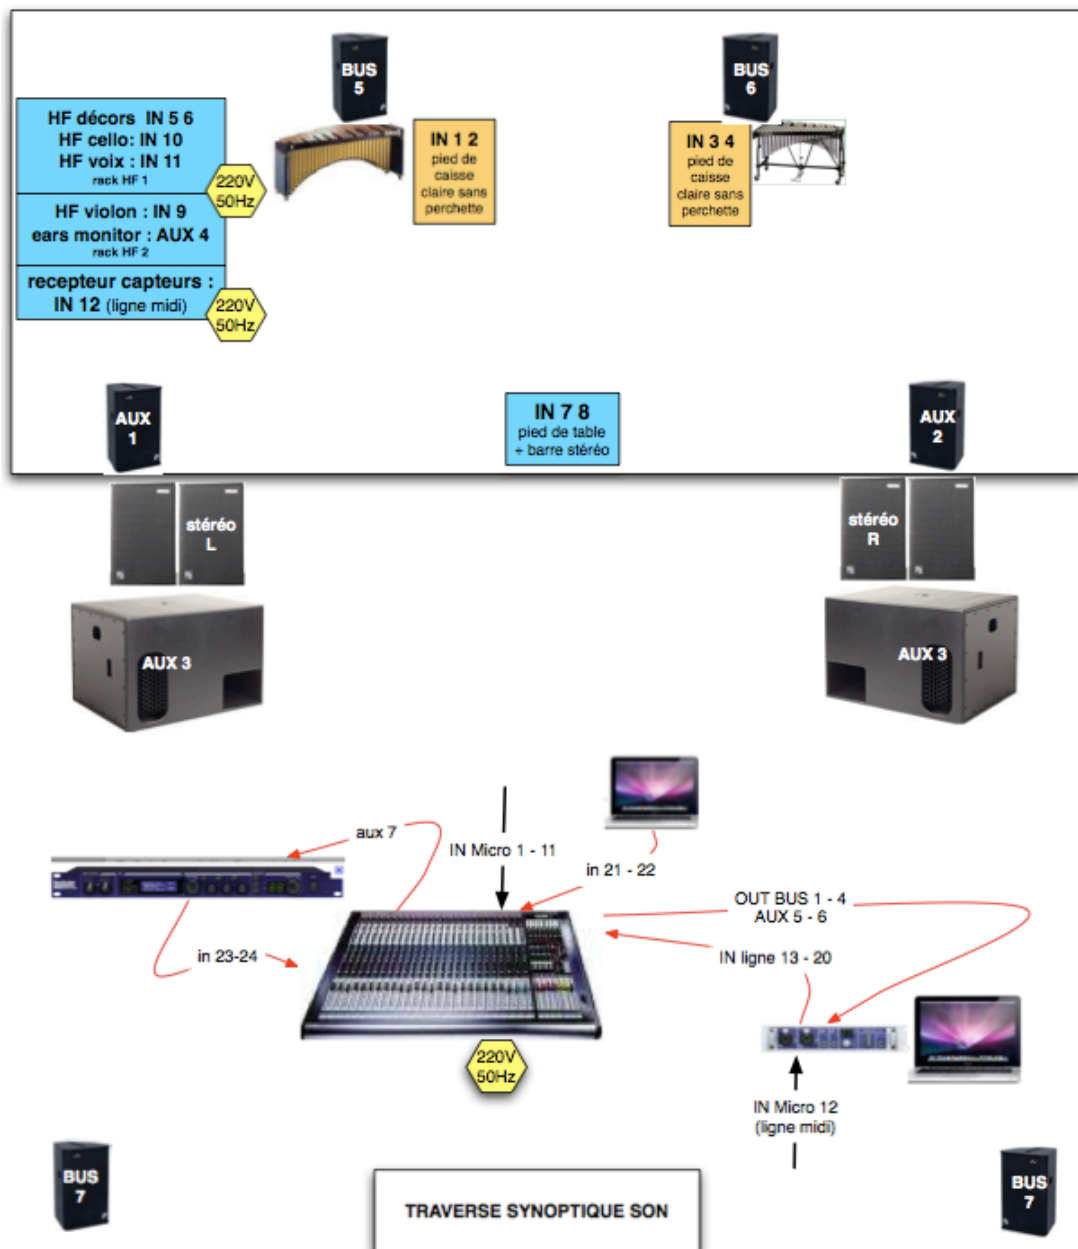 BUS
5
BUS
6
HF décors IN 5 6
HF cello: IN 10
HF voix : IN 11
rack HF 1
220V
50Hz
IN 1 2
pied de
caisse
claire sans
perchette
IN 3 4
pied de
caisse
claire sans
perchette
HF violon : IN 9
ears monitor : AUX 4
rack HF 2
recepteur capteurs :
IN 12 (ligne midi)
220V
50Hz
AUX
1
IN 7 8
pied de table
+ barre stéréo
AUX
2
stéréo
L
stéréo
R
AUX 3
AUX 3
aux 7
IN Micro 1 - 11
in 21 - 22
OUT BUS 1 - 4
AUX 5 - 6
in 23-24
IN ligne 13 - 20
220V
50Hz
IN Micro 12
(ligne midi)
BUS
7
BUS
7
TRAVERSE SYNOPTIQUE SON